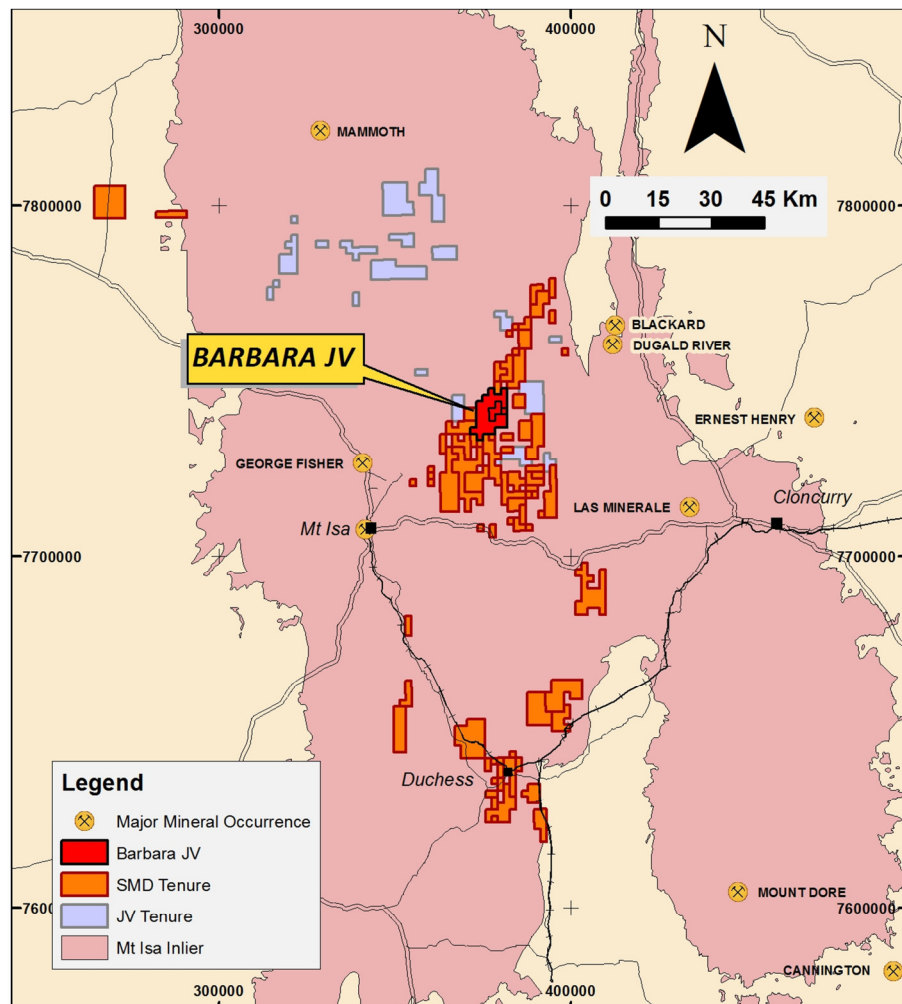 300000
400000
N
MAMMOTH
7800000
7800000
0 15 30 45 Km
BLACKARD
DUGALD RIVER
BARBARA JV
ERNEST HENRY
GEORGE FISHER
Cloncurry
LAS MINERALE
Mt Isa
7700000
7700000
Duchess
Legend
Major Mineral Occurrence
Barbara JV
SMD Tenure
JV Tenure
Mt Isa Inlier
MOUNT DORE
7600000
CANNINGTON
300000
400000